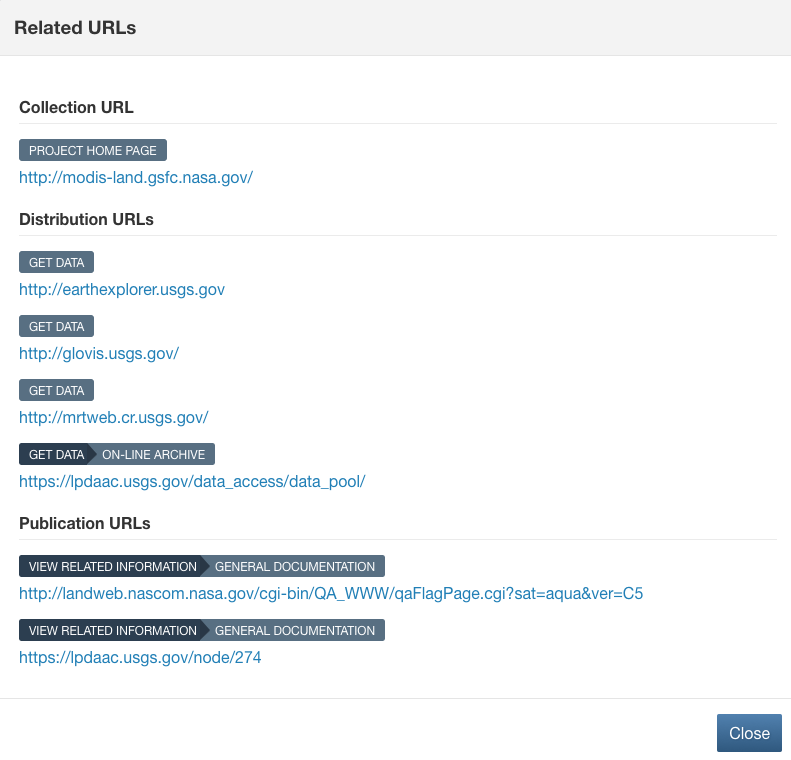 Related URLs
Collection URL
PROJECT HOME PAGE
http://modis-land.gsfc.nasa.gov/
Distribution URLs
GET DATA
http://earthexplorer.usgs.gov
GET DATA
http://glovis.usgs.gov/
GET DATA
http://mrtweb.cr.usgs.gov/
GET DATA ON-LINE ARCHIVE
https://lpdaac.usgs.gov/data_access/data_pool/
Publication URLs
VIEW RELATED INFORMATION GENERAL DOCUMENTATION
http://landweb.nascom.nasa.gov/cgi-bin/QA_WWW/qaFlagPage.cgi?sat=aqua&ver=C5
VIEW RELATED INFORMATION GENERAL DOCUMENTATION
https://lpdaac.usgs.gov/node/274
Close